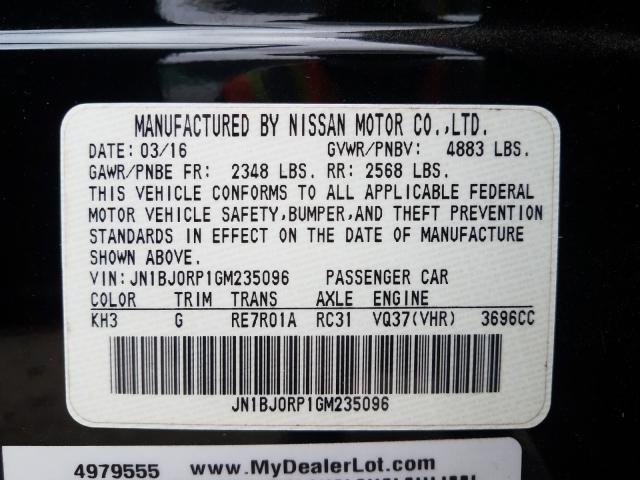 MANUFACTURED BY NISSAN MOTOR CO.,LTD.
DATE: 03/16 GVWR/PNBV: 4883 LBS.
GAWR/PNBE FR: 2348 LBS. RR: 2568 LBS.
THIS VEHICLE CONFORMS TO ALL APPLICABLE FEDERAL
MOTOR VEHICLE SAFETY,BUMPER,AND THEFT PREVENTION
STANDARDS IN EFFECT ON THE DATE OF MANUFACTURE
SHOWN ABOVE.
VIN:JN1BJ0RP1GM235096 PASSENGER CAR
COLOR TRIM TRANS AXLE ENGINE
KH3 G RE7R01A RC31 VQ37(VHR) 3696CC
JN1BJ0RP1GM235096
4979555 www.MyDealerLot.com